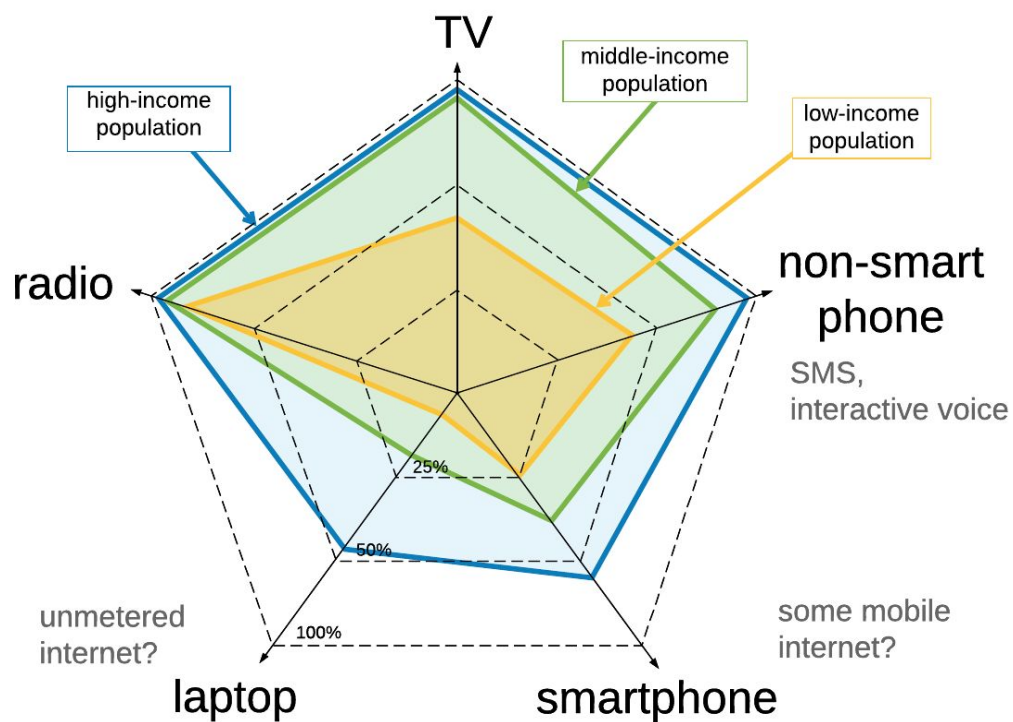 TV
high-income
population
middle-income
population
low-income
population
radio
non-smart
phone
SMS,
interactive voice
25%
50%
100%
unmetered
internet?
some mobile
internet?
laptop
smartphone